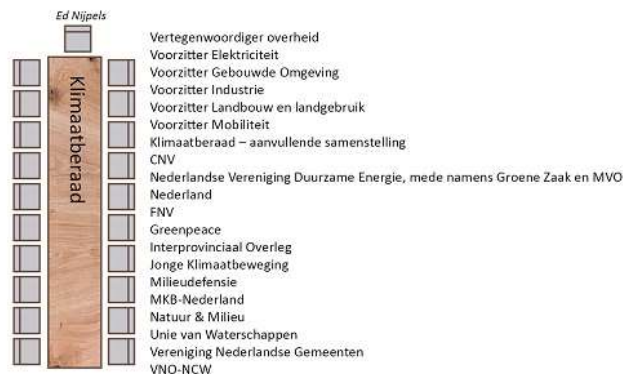 Ed Nijpels
Klimaatberaad
Vertegenwoordiger overheid
Voorzitter Elektriciteit
Voorzitter Gebouwde Omgeving
Voorzitter Industrie
Voorzitter Landbouw en landgebruik
Voorzitter Mobiliteit
Klimaatberaad – aanvullende samenstelling
CNV
Nederlandse Vereniging Duurzame Energie, mede namens Groene Zaak en MVO
Nederland
FNV
Greenpeace
Interprovinciaal Overleg
Jonge Klimaatbeweging
Milieudefensie
MKB-Nederland
Natuur & Milieu
Unie van Waterschappen
Vereniging Nederlandse Gemeenten
VNO-NCW